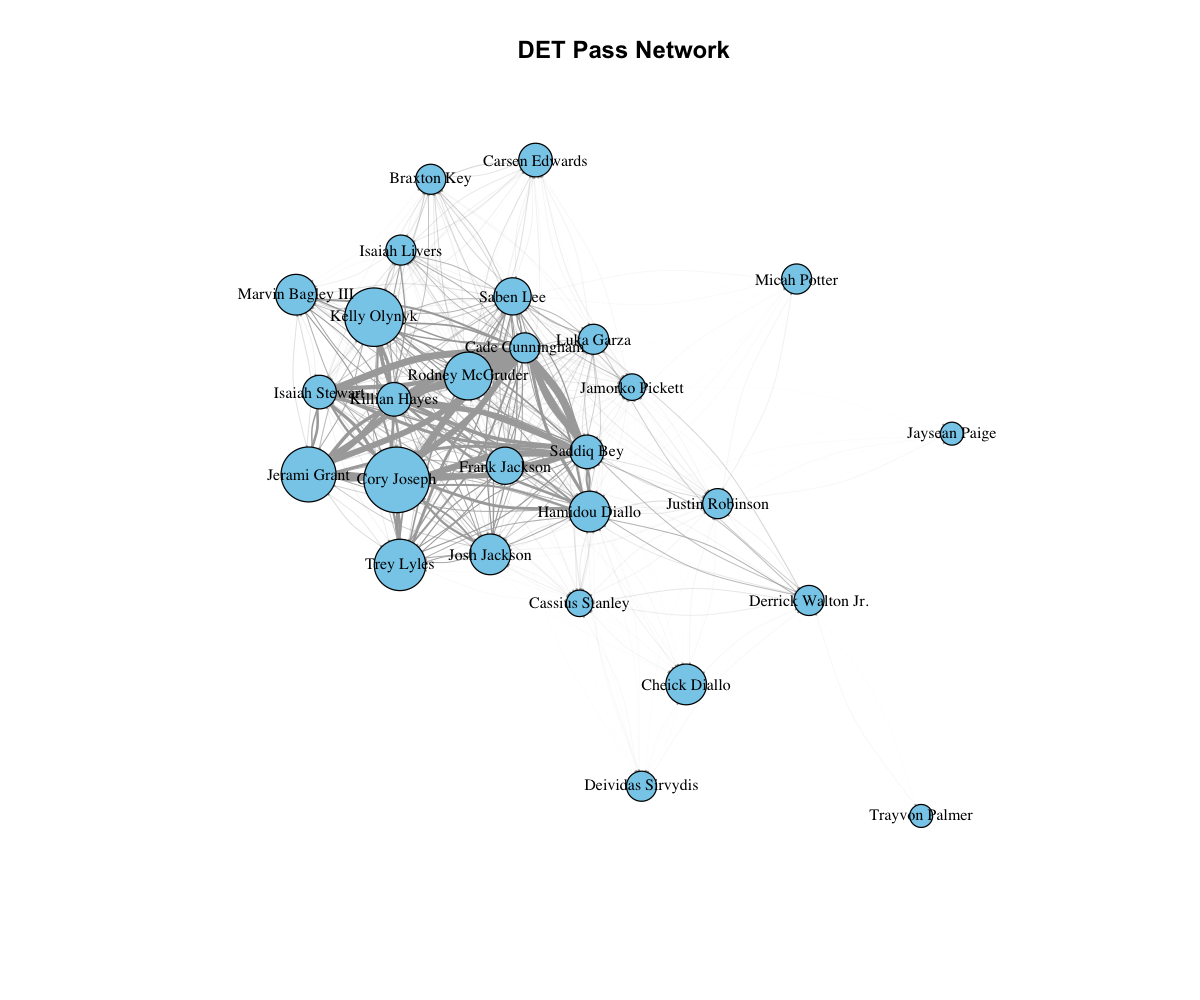 DET Pass Network
Carsen Edwards
Braxton Key
Isaiah Livers
Micah Potter
Marvin Bagley III
Saben Lee
Kelly Olynyk
Luka Garza
Cade Cunningham
Rodney McGruder
Jamorko Pickett
Isaiah Stewart
Killian Hayes
Jaysean Paige
Saddiq Bey
Frank Jackson
Jerami Grant
Cory Joseph
Justin Robinson
Hamidou Diallo
Josh Jackson
Trey Lyles
Derrick Walton Jr.
Cassius Stanley
Cheick Diallo
Deividas Sirvydis
Trayvon Palmer